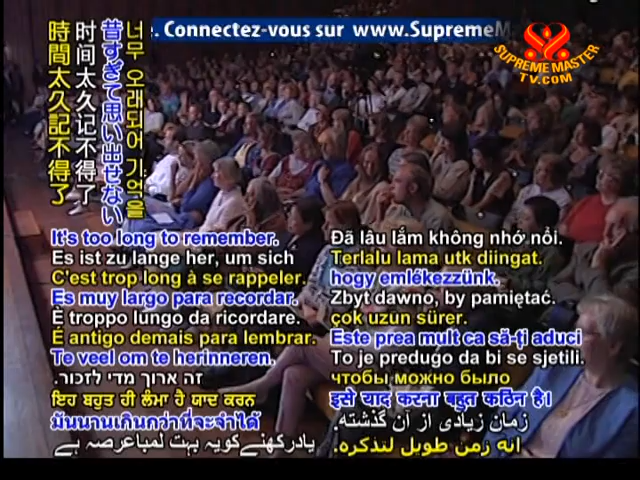 e. Connectez-vous sur www.SupremeM
SUPREME MASTER
TV.COM
時間太久記不得了
时间太久记不得了
昔すぎて思い出せない
너무 오래되어 기억을
It's too long to remember.
Es ist zu lange her, um sich
C'est trop long à se rappeler.
Es muy largo para recordar.
È troppo lungo da ricordare.
É antigo demais para lembrar.
Te veel om te herinneren.
זה ארוך מדי לזכור.
ਇਹ ਬਹੁਤ ਹੀ ਲੰਮਾ ਹੈ ਯਾਦ ਕਰਨ
มันนานเกินกว่าที่จะจำได้
یادرکھنےکویہ بہت لمباعرصہ ہے
Đã lâu lắm không nhớ nổi.
Terlalu lama utk diingat.
hogy emlékezzünk.
Zbyt dawno, by pamiętać.
çok uzun sürer.
Este prea mult ca să-ţi aduci
To je predugo da bi se sjetili.
чтобы можно было
इसे याद करना बहुत कठिन है।
زمان زیادی از آن گذشته.
انه زمن طويل لتذكره.